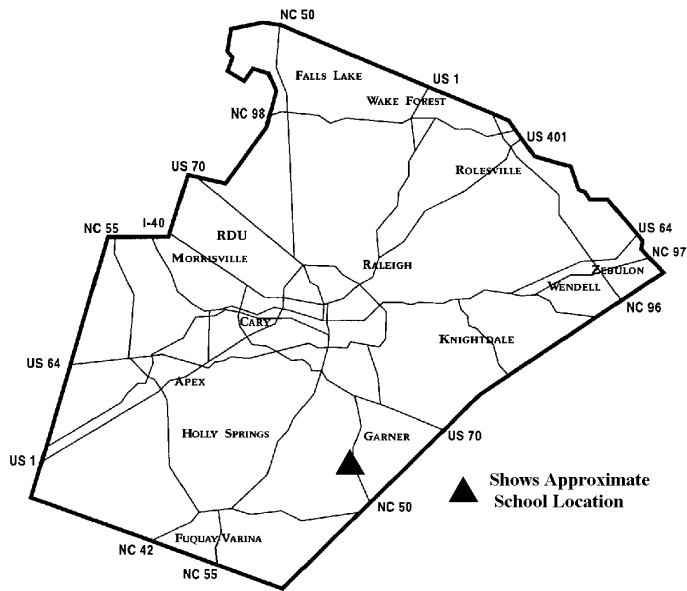 NC 50
FALLS LAKE
US 1
WAKE FOREST
NC 98
US 401
US 70
ROLESVILLE
I-40
NC 55
RDU
MORRISVILLE
US 64
NC 97
RALEIGH
ZEBULON
WENDELL
NC 96
CARY
KNIGHTDALE
US 64
APEX
HOLLY SPRINGS
GARNER
US 70
US 1
Shows Approximate
School Location
NC 50
FUQUAY VARINA
NC 42
NC 55